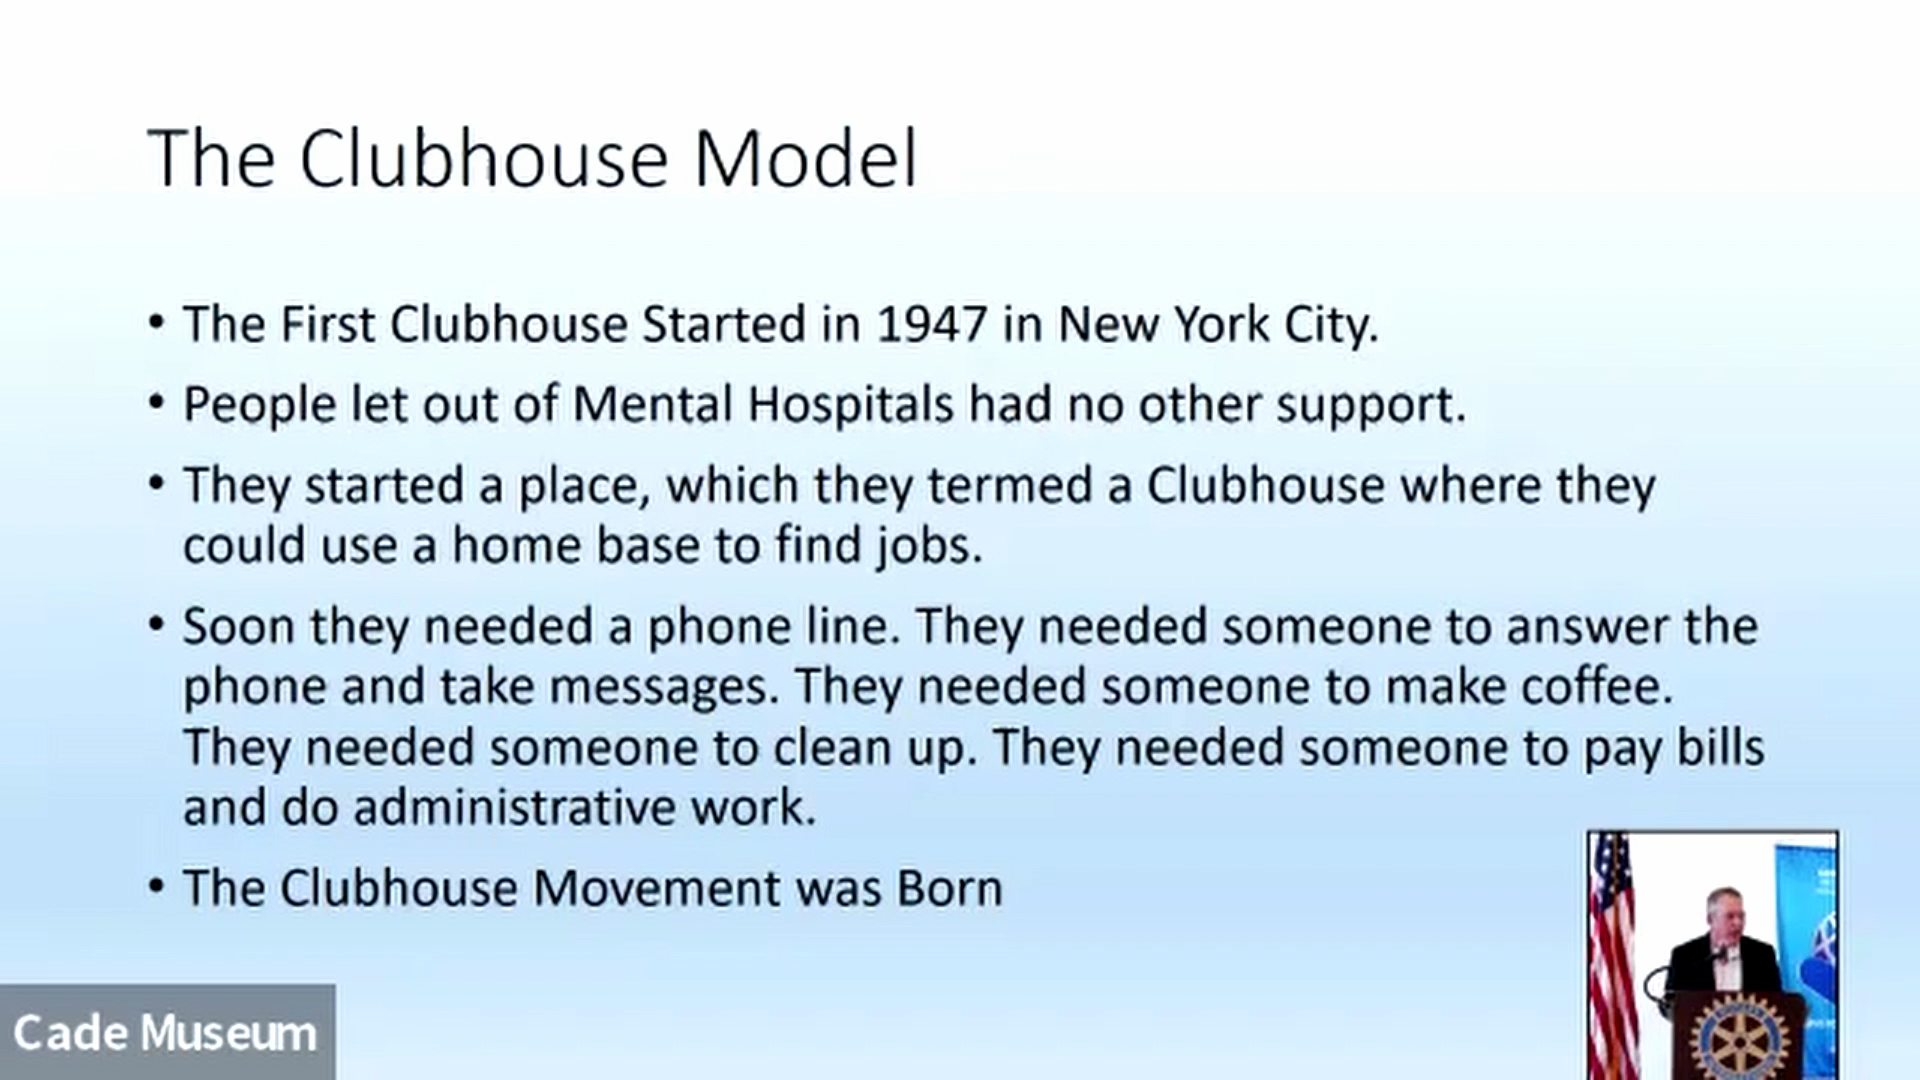 The Clubhouse Model
• The First Clubhouse Started in 1947 in New York City.
• People let out of Mental Hospitals had no other support.
• They started a place, which they termed a Clubhouse where they
could use a home base to find jobs.
• Soon they needed a phone line. They needed someone to answer the
phone and take messages. They needed someone to make coffee.
They needed someone to clean up. They needed someone to pay bills
and do administrative work.
• The Clubhouse Movement was Born
Cade Museum